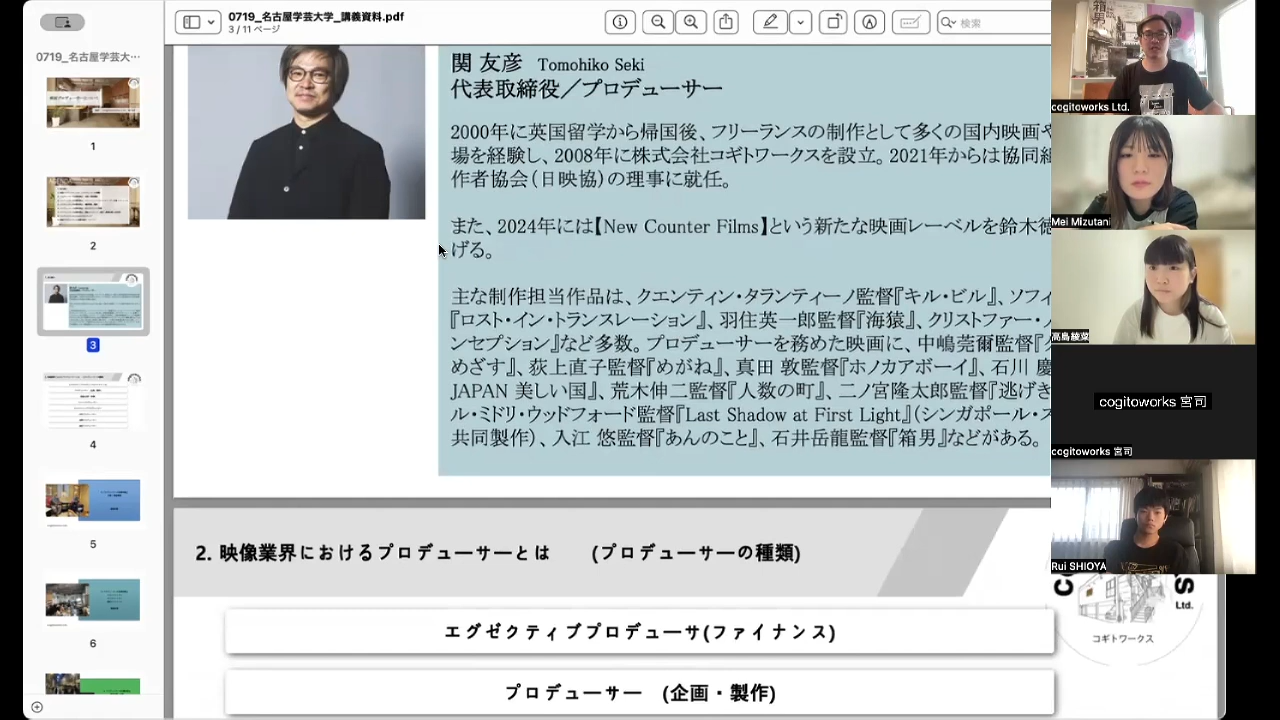 0719_名古屋学芸大学_講義資料.pdf
3 / 11 ページ
検索
0719_名古屋学芸大…
1
2
3
4
5
6
関 友彦 Tomohiko Seki
代表取締役／プロデューサー
2000年に英国留学から帰国後、フリーランスの制作として多くの国内映画や
場を経験し、2008年に株式会社コギトワークスを設立。2021年からは協同組
作者協会（日映協）の理事に就任。
また、2024年には【New Counter Films】という新たな映画レーベルを鈴木徳
げる。
主な制作担当作品は、クエンティン・タランティーノ監督『キル・ビル』、ソフィ
『ロスト・イン・トランスレーション』、羽住英一郎監督『海猿』、クリストファー・ノ
ンセプション』など多数。プロデューサーを務めた映画に、中嶋莞爾監督『ク
めざす』、荻上直子監督『めがね』、真田 敦監督『ホノカアボーイ』、石川 慶
JAPAN美しい国』、荒木伸二監督『人数の町』、二ノ宮隆太郎監督『逃げき
ル・ミドリ・ウッドフォード監督『Last Shadow at First Light』（シンガポール・ス
共同製作）、入江 悠監督『あんのこと』、石井岳龍監督『箱男』などがある。
2. 映像業界におけるプロデューサーとは (プロデューサーの種類)
エグゼクティブプロデューサ(ファイナンス)
プロデューサー (企画・製作)
Ltd.
コギトワークス
cogitoworks Ltd.
Mei Mizutani
高島綾菜
cogitoworks 宮司
cogitoworks 宮司
Rui SHIOYA